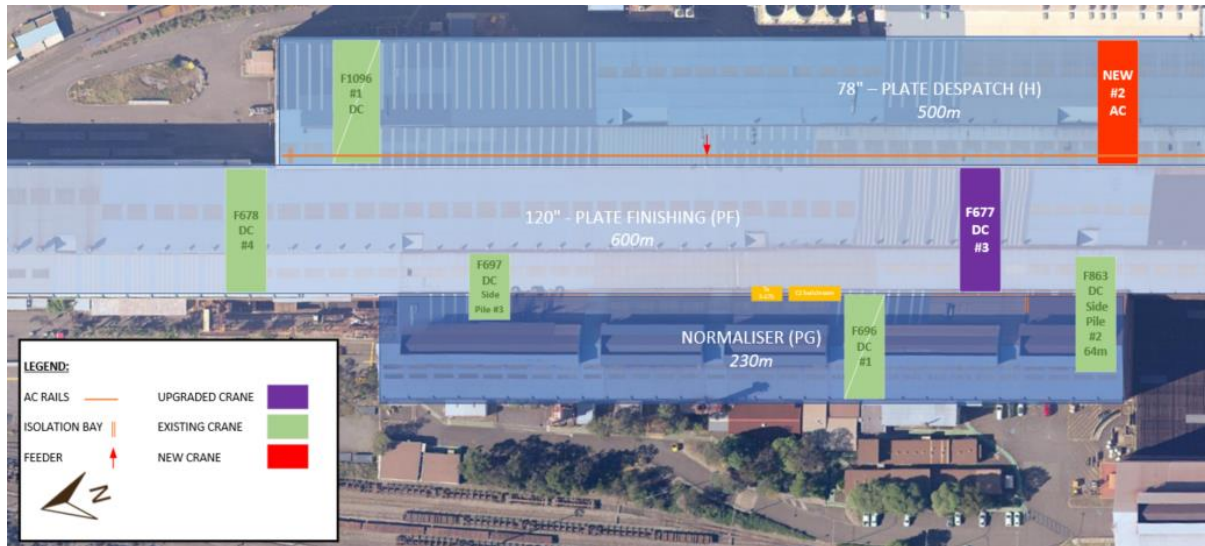 F1096
#1
DC
78" – PLATE DESPATCH (H)
500m
NEW
#2
AC
F678
DC
#4
120" - PLATE FINISHING (PF)
600m
F677
DC
#3
F697
DC
Side
Pile #3
F863
DC
Side
Pile
#2
64m
NORMALISER (PG)
230m
F696
DC
#1
LEGEND:
AC RAILS
UPGRADED CRANE
ISOLATION BAY
EXISTING CRANE
FEEDER
NEW CRANE
N